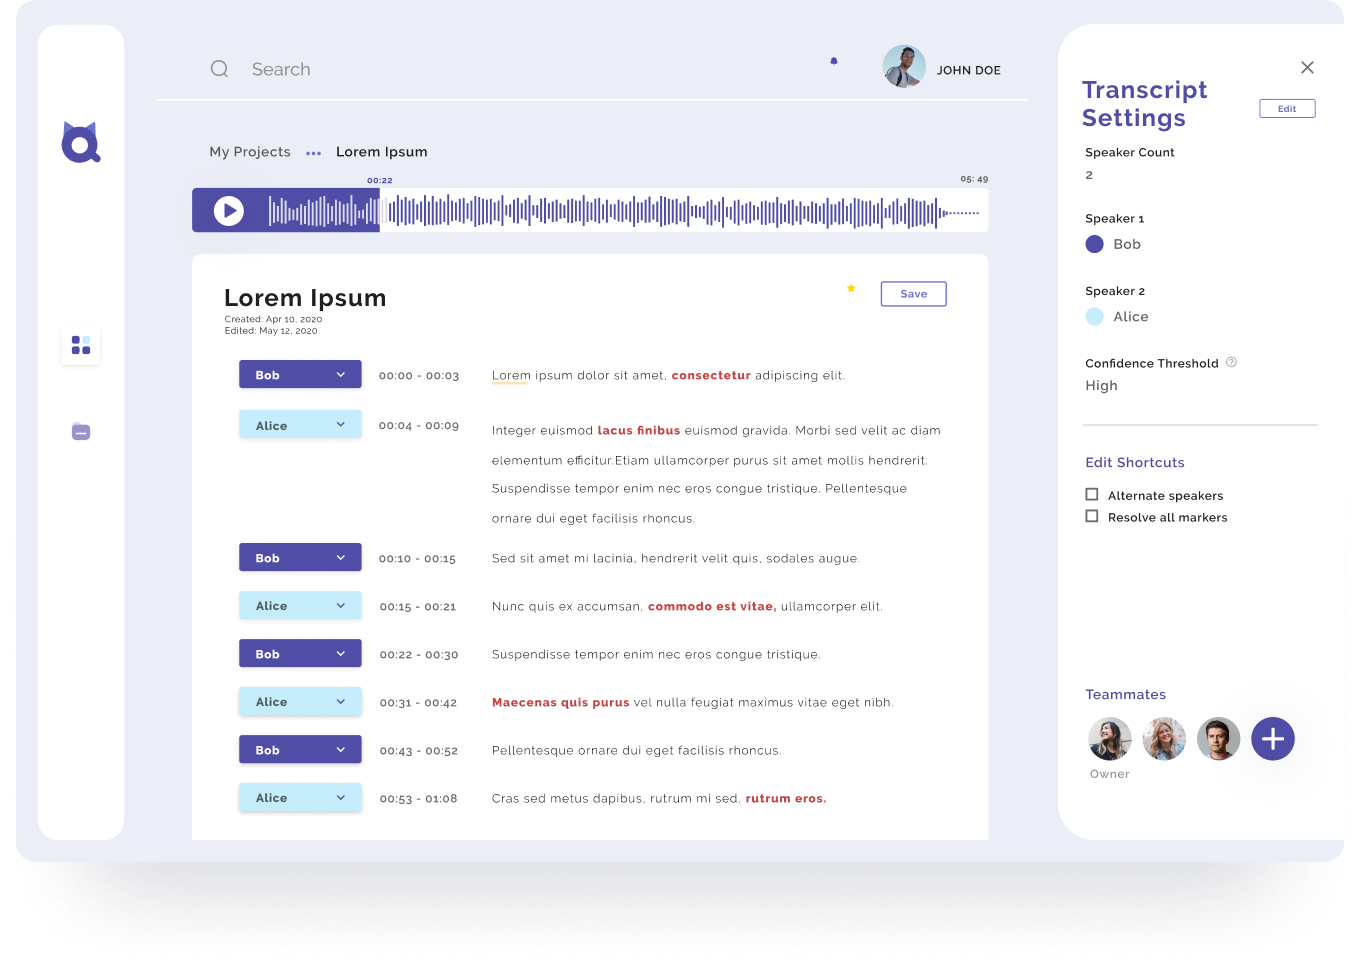 Search
JOHN DOE
My Projects ••• Lorem Ipsum
00:22
05: 49
Lorem Ipsum
Save
Created: Apr 10, 2020
Edited: May 12, 2020
Bob 00:00 - 00:03 Lorem ipsum dolor sit amet, consectetur adipiscing elit.
Alice 00:04 - 00:09 Integer euismod lacus finibus euismod gravida. Morbi sed velit ac diam
elementum efficitur.Etiam ullamcorper purus sit amet mollis hendrerit.
Suspendisse tempor enim nec eros congue tristique. Pellentesque
ornare dui eget facilisis rhoncus.
Bob 00:10 - 00:15 Sed sit amet mi lacinia, hendrerit velit quis, sodales augue.
Alice 00:15 - 00:21 Nunc quis ex accumsan, commodo est vitae, ullamcorper elit.
Bob 00:22 - 00:30 Suspendisse tempor enim nec eros congue tristique.
Alice 00:31 - 00:42 Maecenas quis purus vel nulla feugiat maximus vitae eget nibh.
Bob 00:43 - 00:52 Pellentesque ornare dui eget facilisis rhoncus.
Alice 00:53 - 01:08 Cras sed metus dapibus, rutrum mi sed, rutrum eros.
Transcript
Settings
Edit
Speaker Count
2
Speaker 1
Bob
Speaker 2
Alice
Confidence Threshold ?
High
Edit Shortcuts
Alternate speakers
Resolve all markers
Teammates
Owner